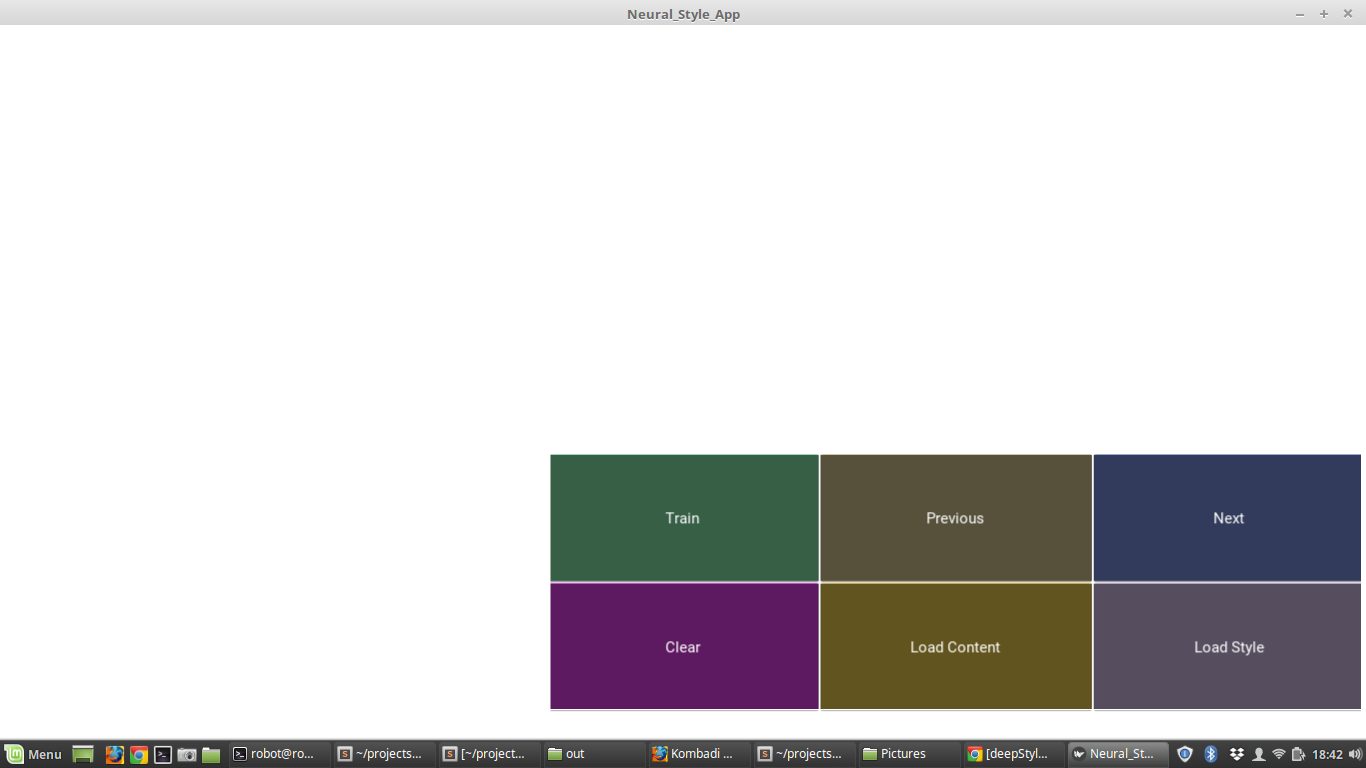 Neural_Style_App
Train
Previous
Next
Clear
Load Content
Load Style
Menu
robot@ro...
~/projects...
[~/project...
out
Kombadi ...
~/projects...
Pictures
[deepStyl...
Neural_St...
18:42